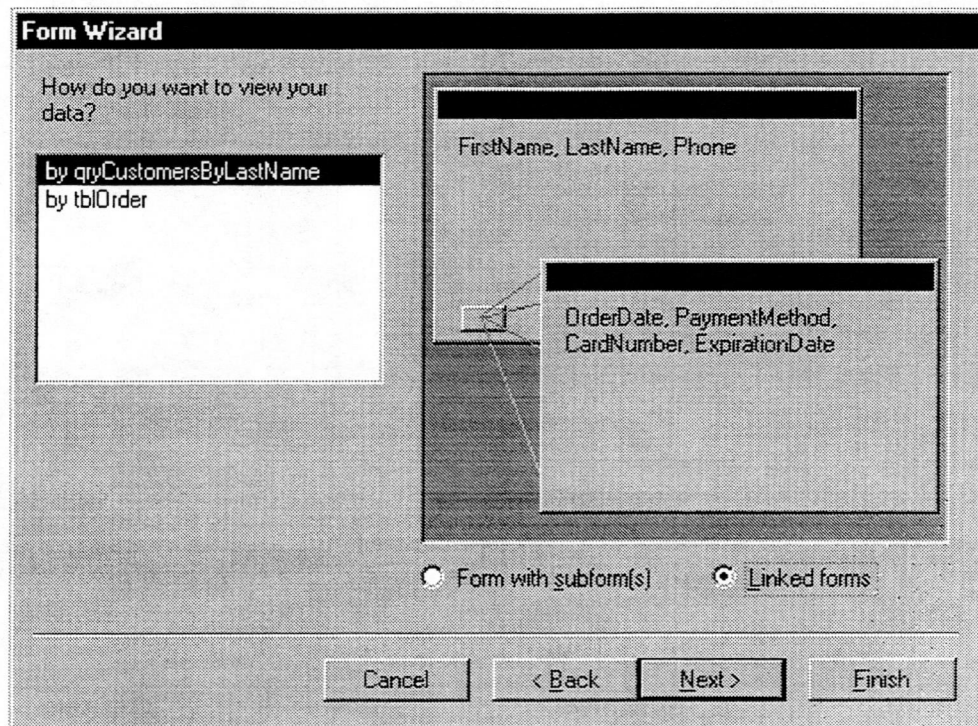 Form Wizard
How do you want to view your
data?
by qryCustomersByLastName
by tblOrder
FirstName, LastName, Phone
OrderDate, PaymentMethod,
CardNumber, ExpirationDate
Form with subform(s)
Linked forms
Cancel
< Back
Next >
Finish